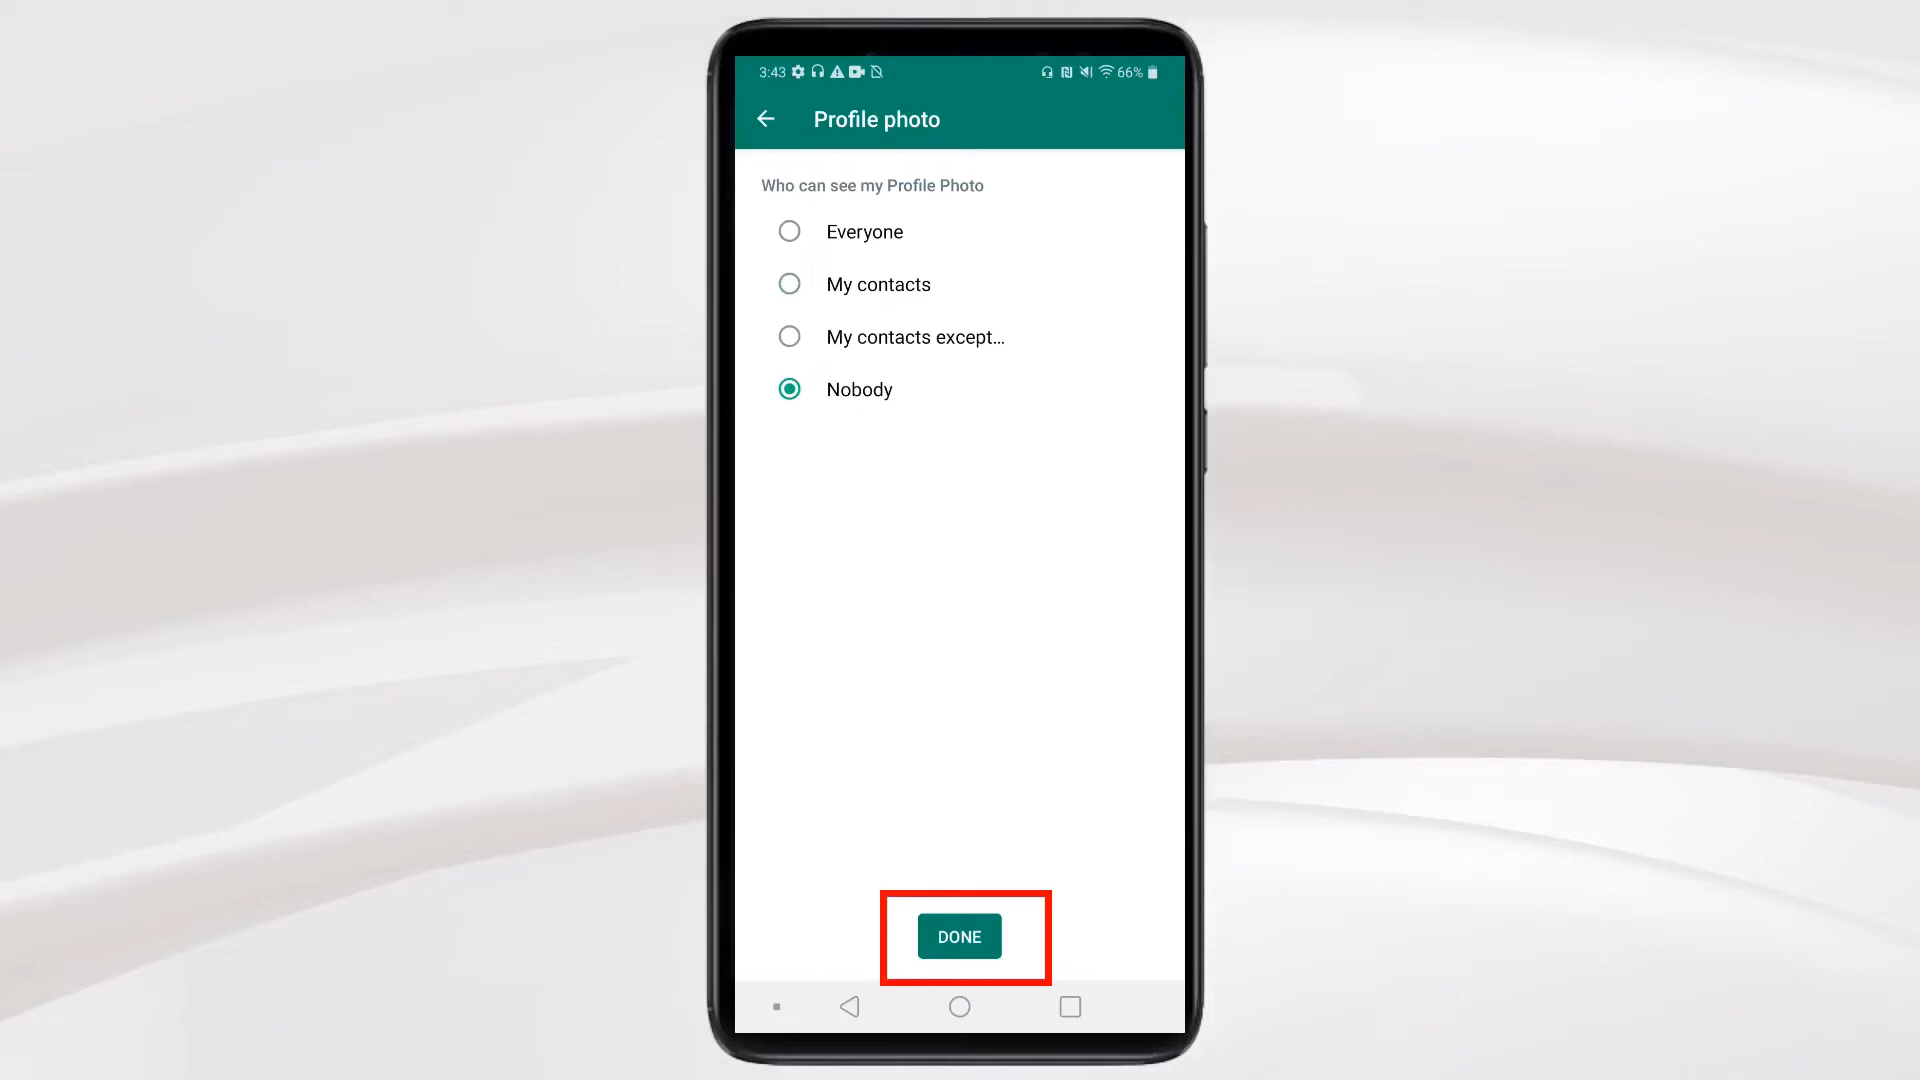 3:43 66%
Profile photo
Who can see my Profile Photo
Everyone
My contacts
My contacts except...
Nobody
DONE